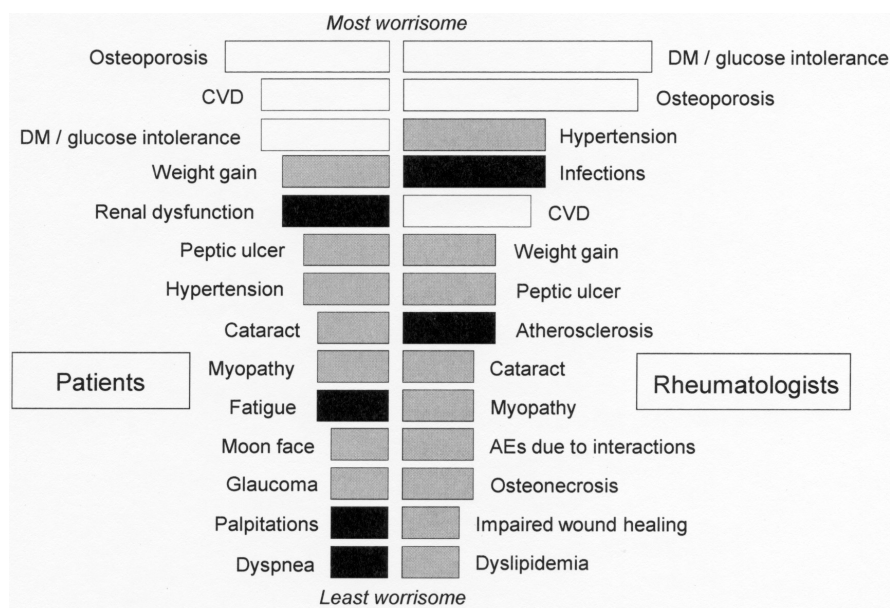 Most worrisome
Osteoporosis
DM / glucose intolerance
CVD
Osteoporosis
DM / glucose intolerance
Hypertension
Weight gain
Infections
Renal dysfunction
CVD
Peptic ulcer
Weight gain
Hypertension
Peptic ulcer
Cataract
Atherosclerosis
Patients
Myopathy
Cataract
Rheumatologists
Fatigue
Myopathy
Moon face
AEs due to interactions
Glaucoma
Osteonecrosis
Palpitations
Impaired wound healing
Dyspnea
Dyslipidemia
Least worrisome